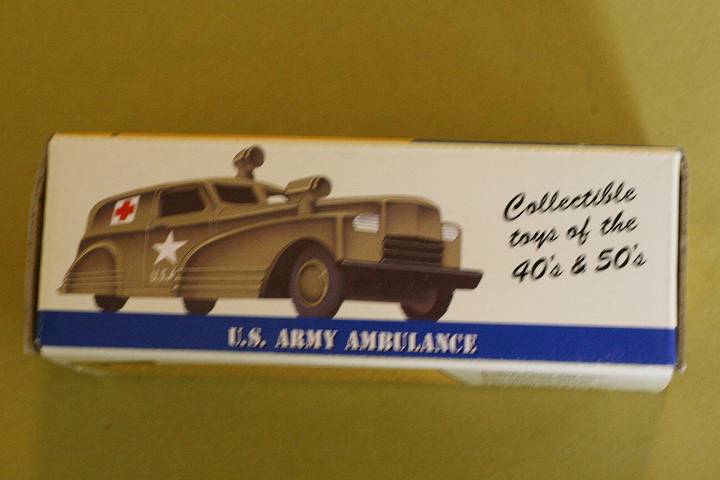 Collectible
toys of the
40's & 50's
U.S.A
U.S. ARMY AMBULANCE